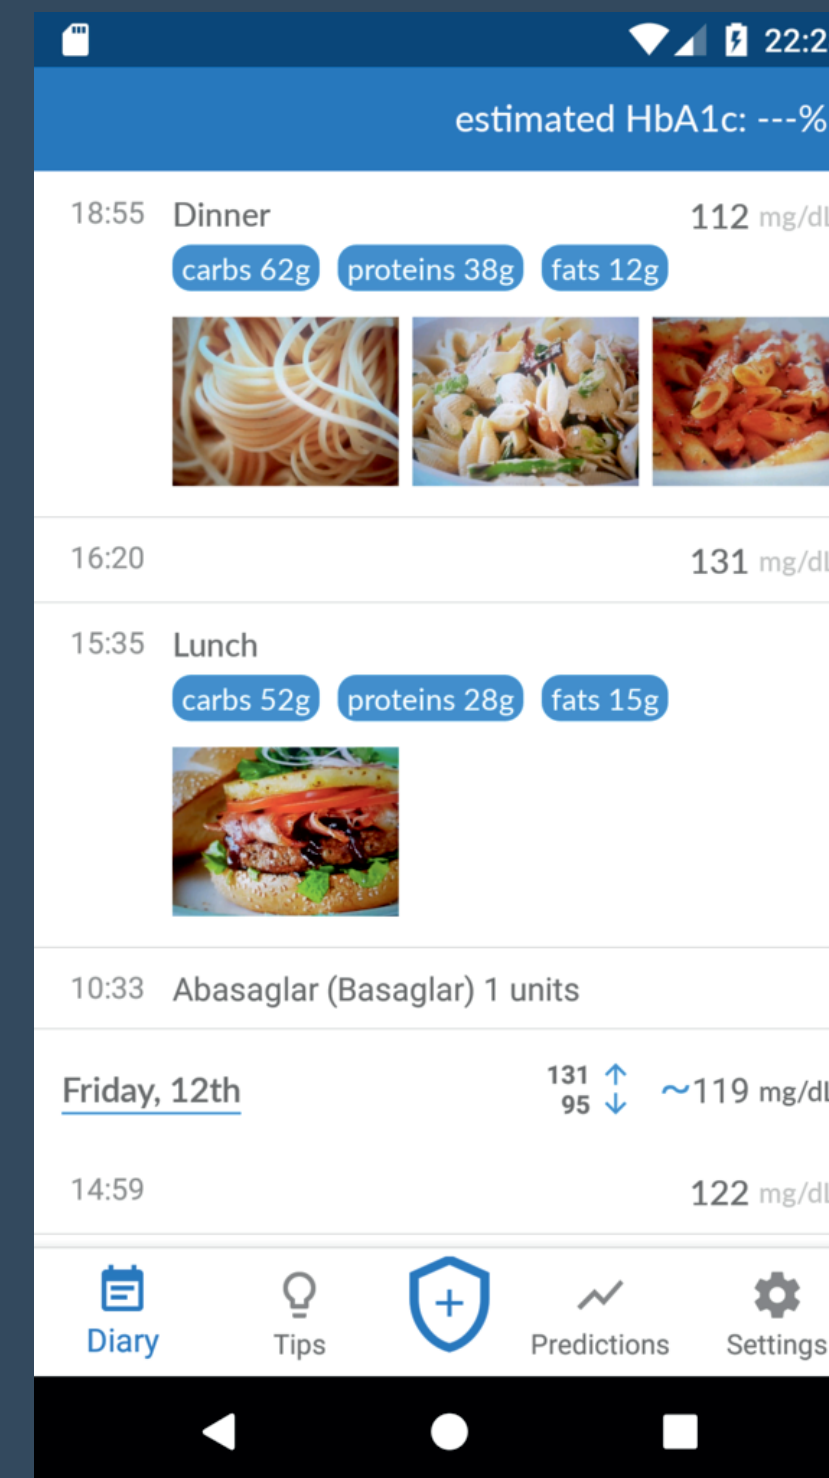 22:2
estimated HbA1c: ---%
18:55 Dinner 112 mg/dL
carbs 62g proteins 38g fats 12g
16:20 131 mg/dL
15:35 Lunch
carbs 52g proteins 28g fats 15g
10:33 Abasaglar (Basaglar) 1 units
Friday, 12th 131 ↑ 95 ↓ ~119 mg/dL
14:59 122 mg/dL
Diary Tips Predictions Settings